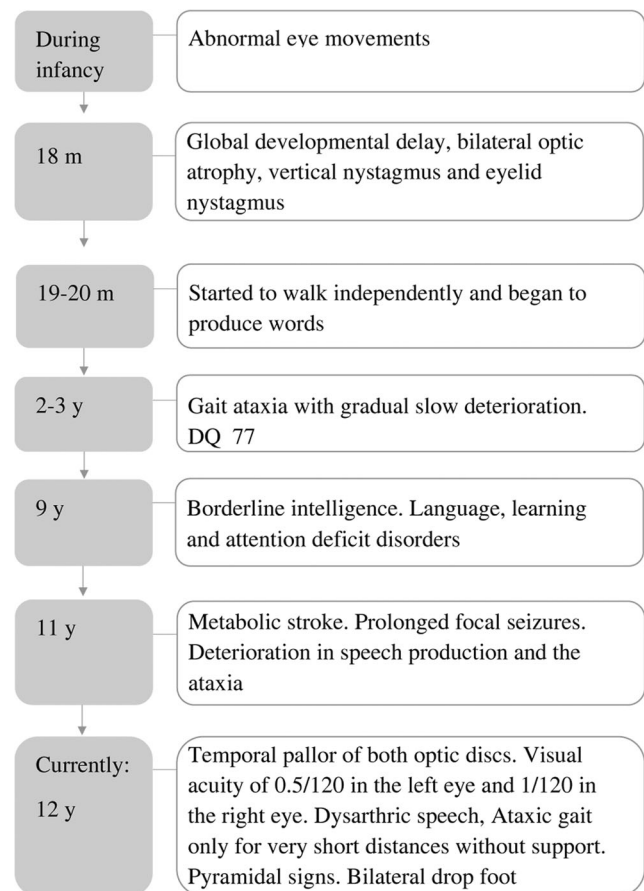 During
infancy
Abnormal eye movements
18 m
Global developmental delay, bilateral optic
atrophy, vertical nystagmus and eyelid
nystagmus
19-20 m
Started to walk independently and began to
produce words
2-3 y
Gait ataxia with gradual slow deterioration.
DQ 77
9 y
Borderline intelligence. Language, learning
and attention deficit disorders
11 y
Metabolic stroke. Prolonged focal seizures.
Deterioration in speech production and the
ataxia
Currently:
12 y
Temporal pallor of both optic discs. Visual
acuity of 0.5/120 in the left eye and 1/120 in
the right eye. Dysarthric speech, Ataxic gait
only for very short distances without support.
Pyramidal signs. Bilateral drop foot